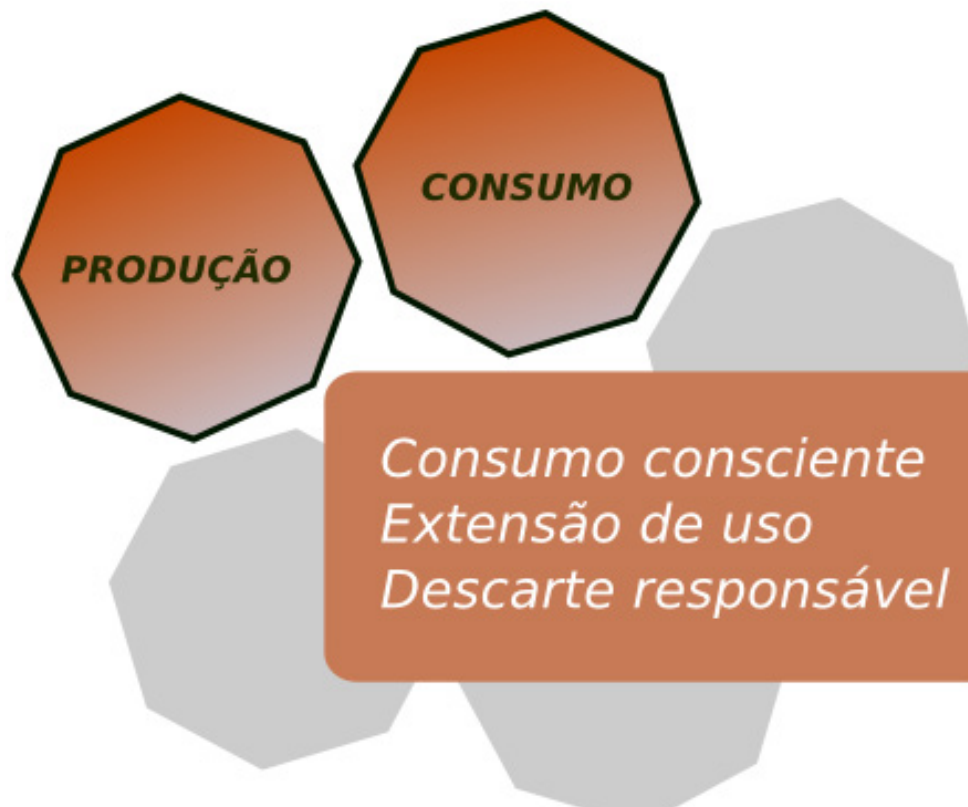 CONSUMO
PRODUÇÃO
Consumo consciente
Extensão de uso
Descarte responsável